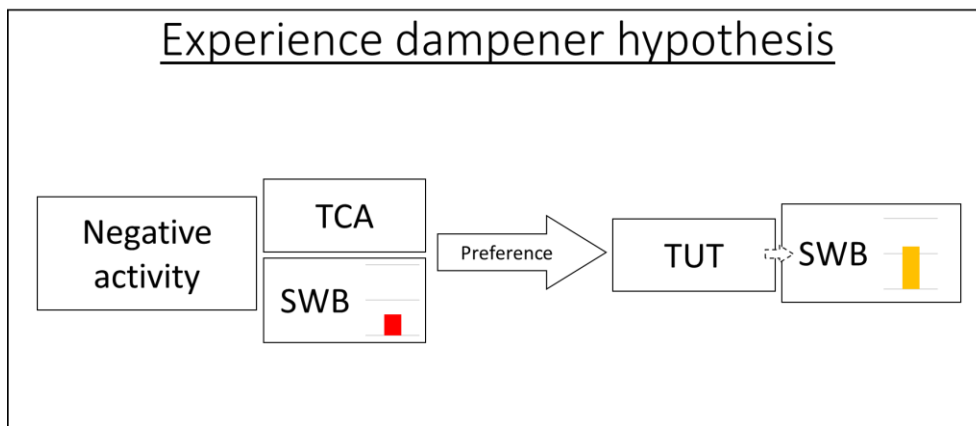 Experience dampener hypothesis
Negative
activity
TCA
SWB
Preference
TUT
SWB